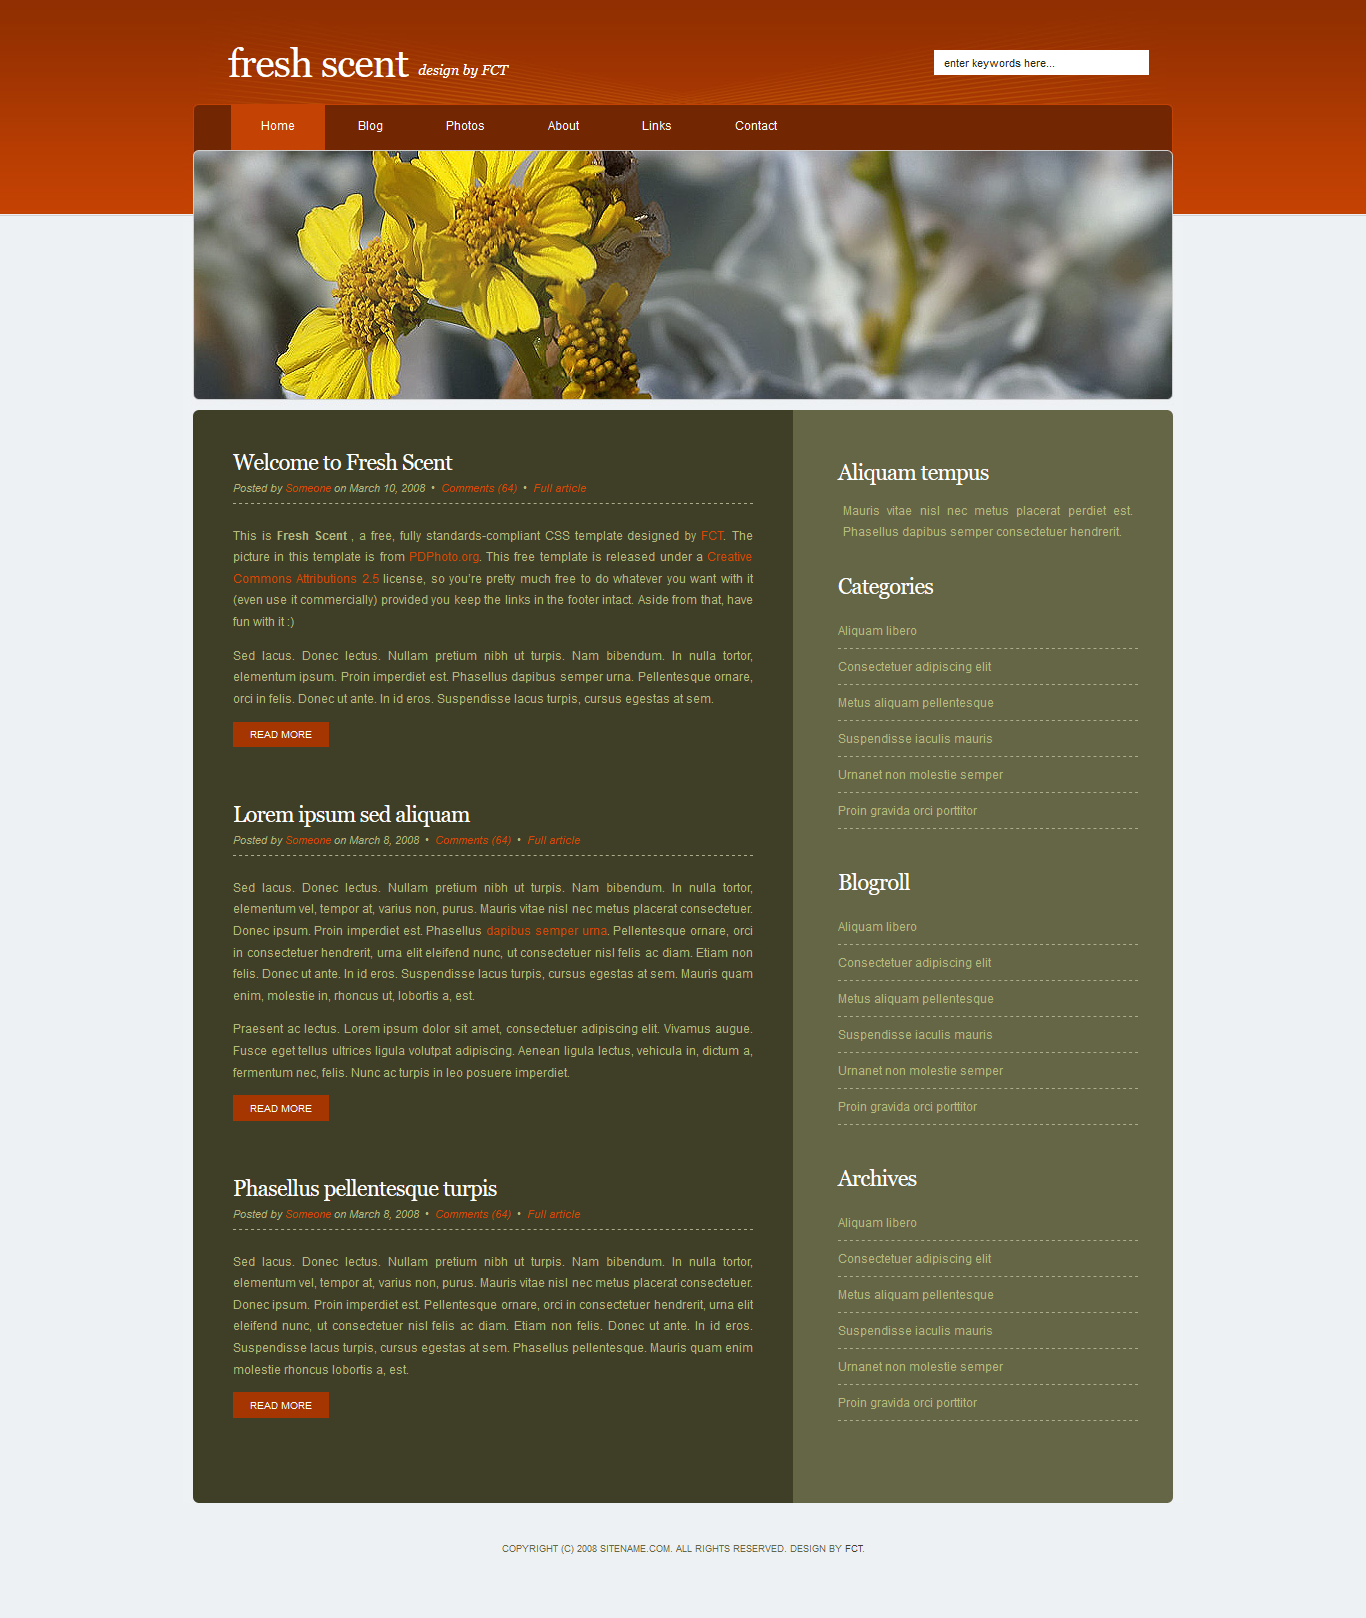 fresh scent design by FCT
enter keywords here...
Home Blog Photos About Links Contact
Welcome to Fresh Scent
Posted by Someone on March 10, 2008 • Comments (64) • Full article
This is Fresh Scent , a free, fully standards-compliant CSS template designed by FCT. The
picture in this template is from PDPhoto.org. This free template is released under a Creative
Commons Attributions 2.5 license, so you're pretty much free to do whatever you want with it
(even use it commercially) provided you keep the links in the footer intact. Aside from that, have
fun with it :)
Sed lacus. Donec lectus. Nullam pretium nibh ut turpis. Nam bibendum. In nulla tortor,
elementum ipsum. Proin imperdiet est. Phasellus dapibus semper urna. Pellentesque ornare,
orci in felis. Donec ut ante. In id eros. Suspendisse lacus turpis, cursus egestas at sem.
READ MORE
Lorem ipsum sed aliquam
Posted by Someone on March 8, 2008 • Comments (64) • Full article
Sed lacus. Donec lectus. Nullam pretium nibh ut turpis. Nam bibendum. In nulla tortor,
elementum vel, tempor at, varius non, purus. Mauris vitae nisl nec metus placerat consectetuer.
Donec ipsum. Proin imperdiet est. Phasellus dapibus semper urna. Pellentesque ornare, orci
in consectetuer hendrerit, urna elit eleifend nunc, ut consectetuer nisl felis ac diam. Etiam non
felis. Donec ut ante. In id eros. Suspendisse lacus turpis, cursus egestas at sem. Mauris quam
enim, molestie in, rhoncus ut, lobortis a, est.
Praesent ac lectus. Lorem ipsum dolor sit amet, consectetuer adipiscing elit. Vivamus augue.
Fusce eget tellus ultrices ligula volutpat adipiscing. Aenean ligula lectus, vehicula in, dictum a,
fermentum nec, felis. Nunc ac turpis in leo posuere imperdiet.
READ MORE
Phasellus pellentesque turpis
Posted by Someone on March 8, 2008 • Comments (64) • Full article
Sed lacus. Donec lectus. Nullam pretium nibh ut turpis. Nam bibendum. In nulla tortor,
elementum vel, tempor at, varius non, purus. Mauris vitae nisl nec metus placerat consectetuer.
Donec ipsum. Proin imperdiet est. Pellentesque ornare, orci in consectetuer hendrerit, urna elit
eleifend nunc, ut consectetuer nisl felis ac diam. Etiam non felis. Donec ut ante. In id eros.
Suspendisse lacus turpis, cursus egestas at sem. Phasellus pellentesque. Mauris quam enim
molestie rhoncus lobortis a, est.
READ MORE
Aliquam tempus
Mauris vitae nisl nec metus placerat perdiet est.
Phasellus dapibus semper consectetuer hendrerit.
Categories
Aliquam libero
Consectetuer adipiscing elit
Metus aliquam pellentesque
Suspendisse iaculis mauris
Urnanet non molestie semper
Proin gravida orci porttitor
Blogroll
Aliquam libero
Consectetuer adipiscing elit
Metus aliquam pellentesque
Suspendisse iaculis mauris
Urnanet non molestie semper
Proin gravida orci porttitor
Archives
Aliquam libero
Consectetuer adipiscing elit
Metus aliquam pellentesque
Suspendisse iaculis mauris
Urnanet non molestie semper
Proin gravida orci porttitor
COPYRIGHT (C) 2008 SITENAME.COM. ALL RIGHTS RESERVED. DESIGN BY FCT.